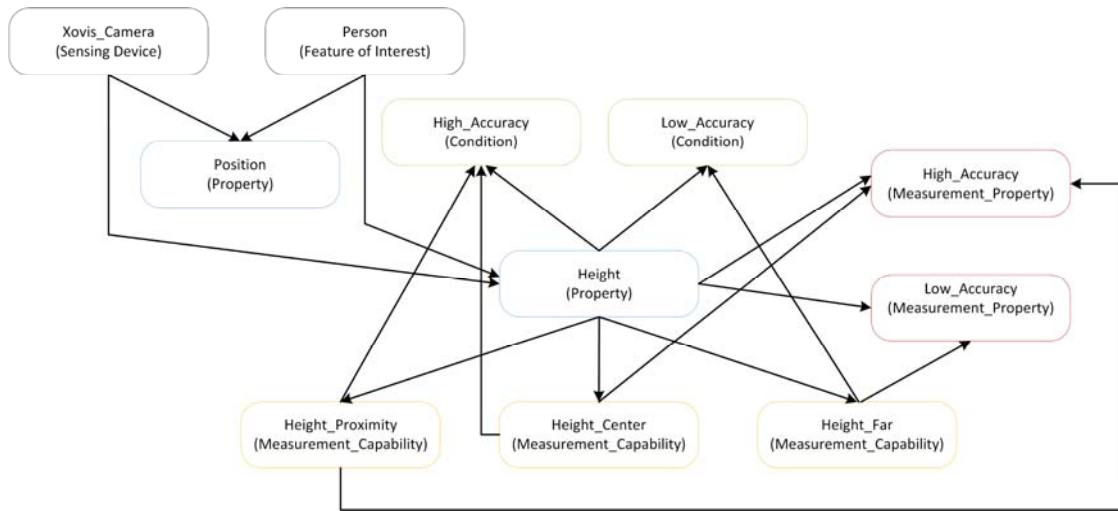 Xovis_Camera
(Sensing Device)
Person
(Feature of Interest)
High_Accuracy
(Condition)
Low_Accuracy
(Condition)
Position
(Property)
High_Accuracy
(Measurement_Property)
Height
(Property)
Low_Accuracy
(Measurement_Property)
Height_Proximity
(Measurement_Capability)
Height_Center
(Measurement_Capability)
Height_Far
(Measurement_Capability)